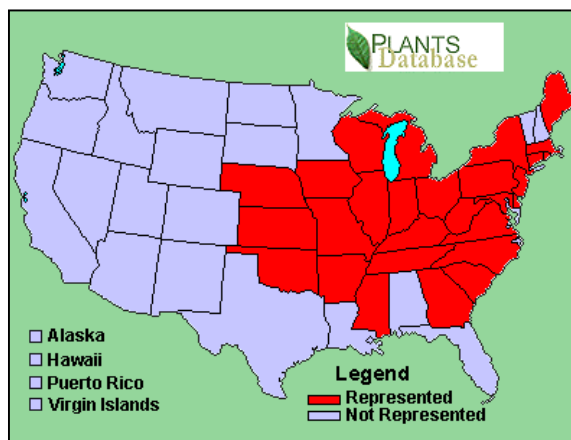 PLANTS
Database
Alaska
Hawaii
Puerto Rico
Virgin Islands
Legend
Represented
Not Represented